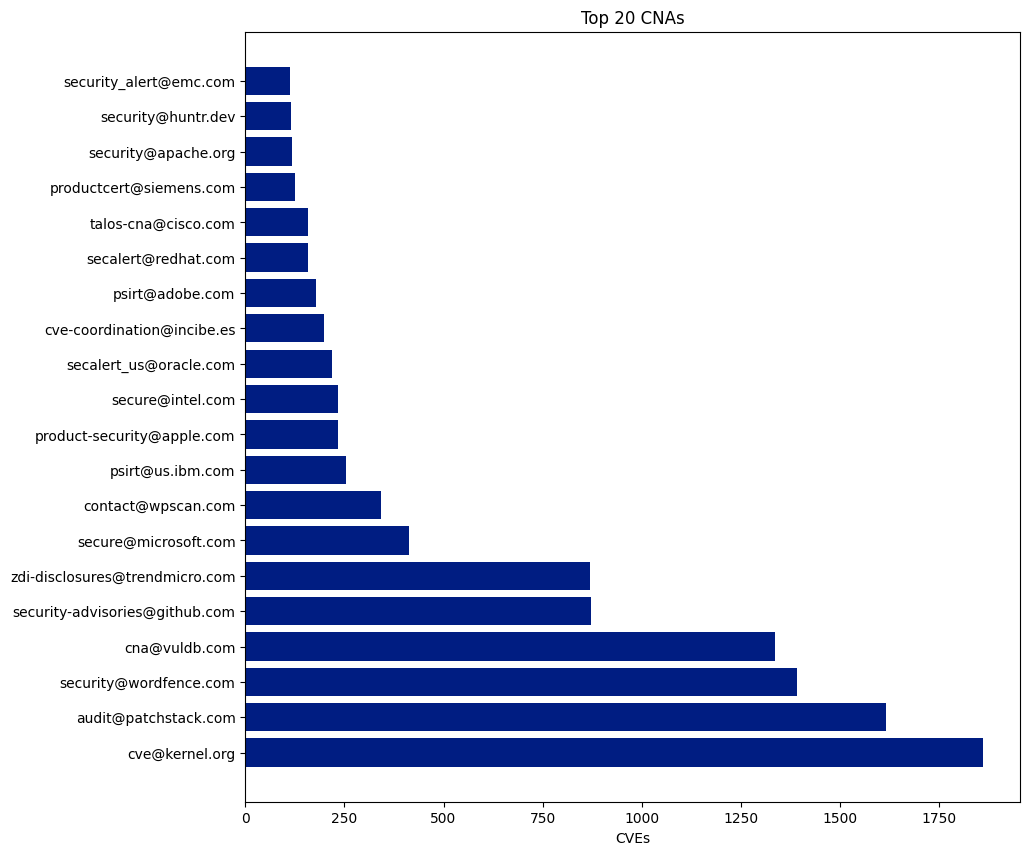 Top 20 CNAs
security_alert@emc.com
security@huntr.dev
security@apache.org
productcert@siemens.com
talos-cna@cisco.com
secalert@redhat.com
psirt@adobe.com
cve-coordination@incibe.es
secalert_us@oracle.com
secure@intel.com
product-security@apple.com
psirt@us.ibm.com
contact@wpscan.com
secure@microsoft.com
zdi-disclosures@trendmicro.com
security-advisories@github.com
cna@vuldb.com
security@wordfence.com
audit@patchstack.com
cve@kernel.org
0 250 500 750 1000 1250 1500 1750
CVEs